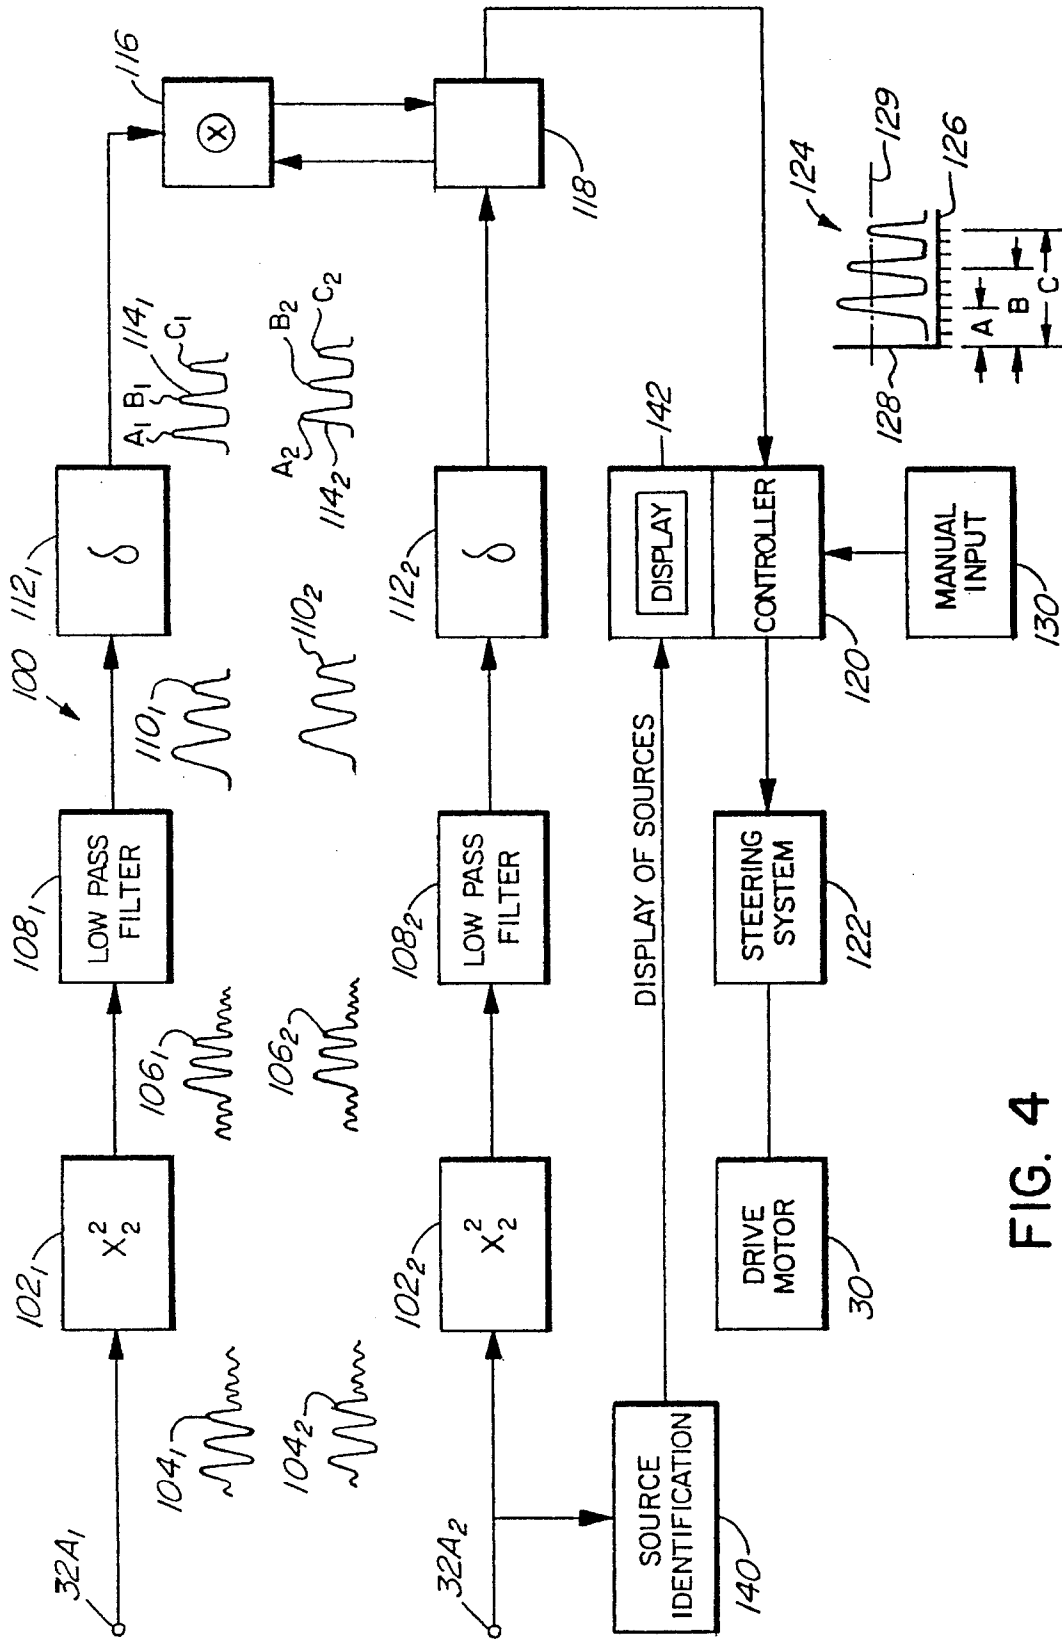 100
32A₁
104₁
102₁
X₂²
106₁
108₁
LOW PASS
FILTER
110₁
112₁
δ
A₁
B₁
114₁
C₁
116
X
32A₂
104₂
102₂
X₂²
106₂
108₂
LOW PASS
FILTER
110₂
112₂
δ
A₂
114₂
B₂
C₂
118
SOURCE
IDENTIFICATION
140
DISPLAY OF SOURCES
DISPLAY
142
CONTROLLER
120
DRIVE
MOTOR
30
STEERING
SYSTEM
122
MANUAL
INPUT
130
124
128
129
126
A
B
C
FIG. 4